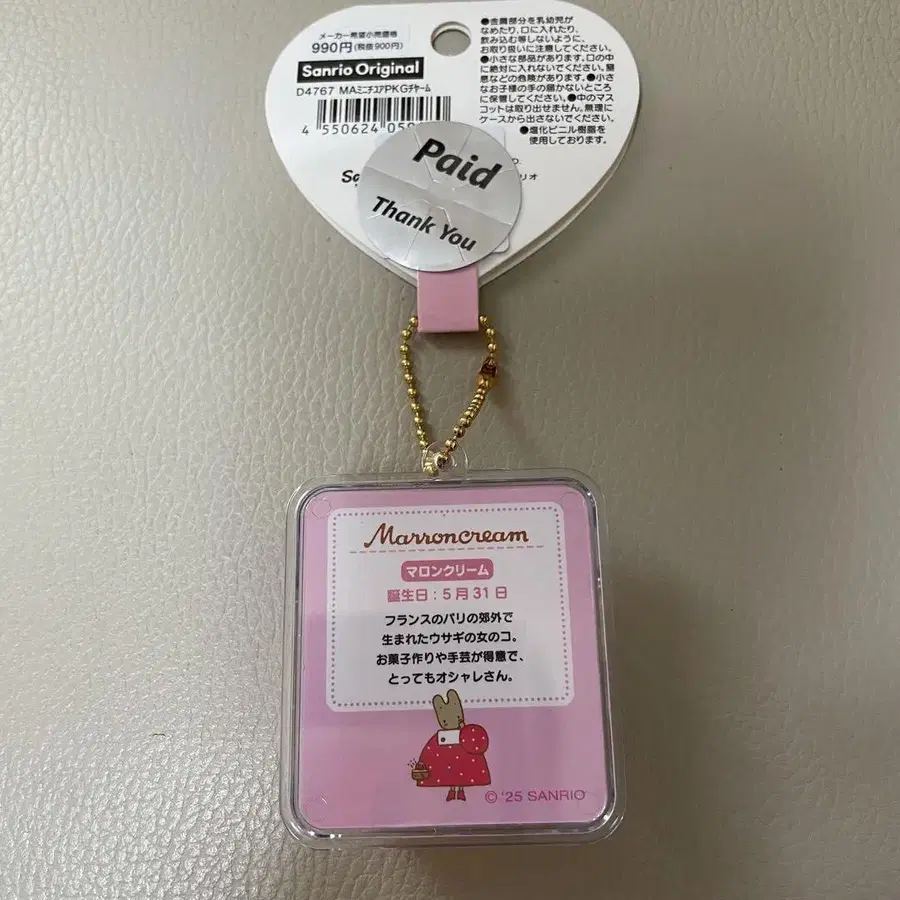 メーカー希望小売価格
990円(税抜900円)
Sanrio Original
D4767 MAミニチユアPKGチヤーム
4 550624 05
●金属部分を乳幼児が
なめたり、口に入れたり、
飲み込む等しないように、
お取り扱いに注意してください。
●小さな部品があります。口の中
に絶対に入れないでください。窒
息などの危険があります。●小さ
なお子様の手の届かないところ
に保管してください。●中のマス
コットは取り出せません。無理に
ケースから出さないでください。
●塩化ビニル樹脂を
使用しております。
リオ
Paid
Thank You
Marroncream
マロンクリーム
誕生日:5月31日
フランスのパリの郊外で
生まれたウサギの女のコ。
お菓子作りや手芸が得意で、
とってもオシャレさん。
© '25 SANRIO